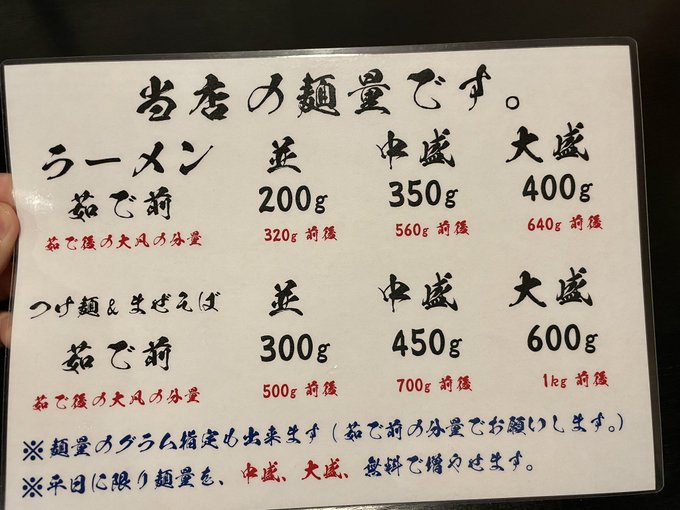 当店の麺量です。
ラーメン 並 中盛 大盛
茹で前 200g 350g 400g
茹で後の大凡の分量 320g 前後 560g 前後 640g 前後
つけ麺&まぜそば 並 中盛 大盛
茹で前 300g 450g 600g
茹で後の大凡の分量 500g 前後 700g 前後 1kg 前後
※麺量のグラム指定も出来ます(茹で前の分量でお願いします。)
※平日に限り麺量を、中盛、大盛、無料で増やせます。